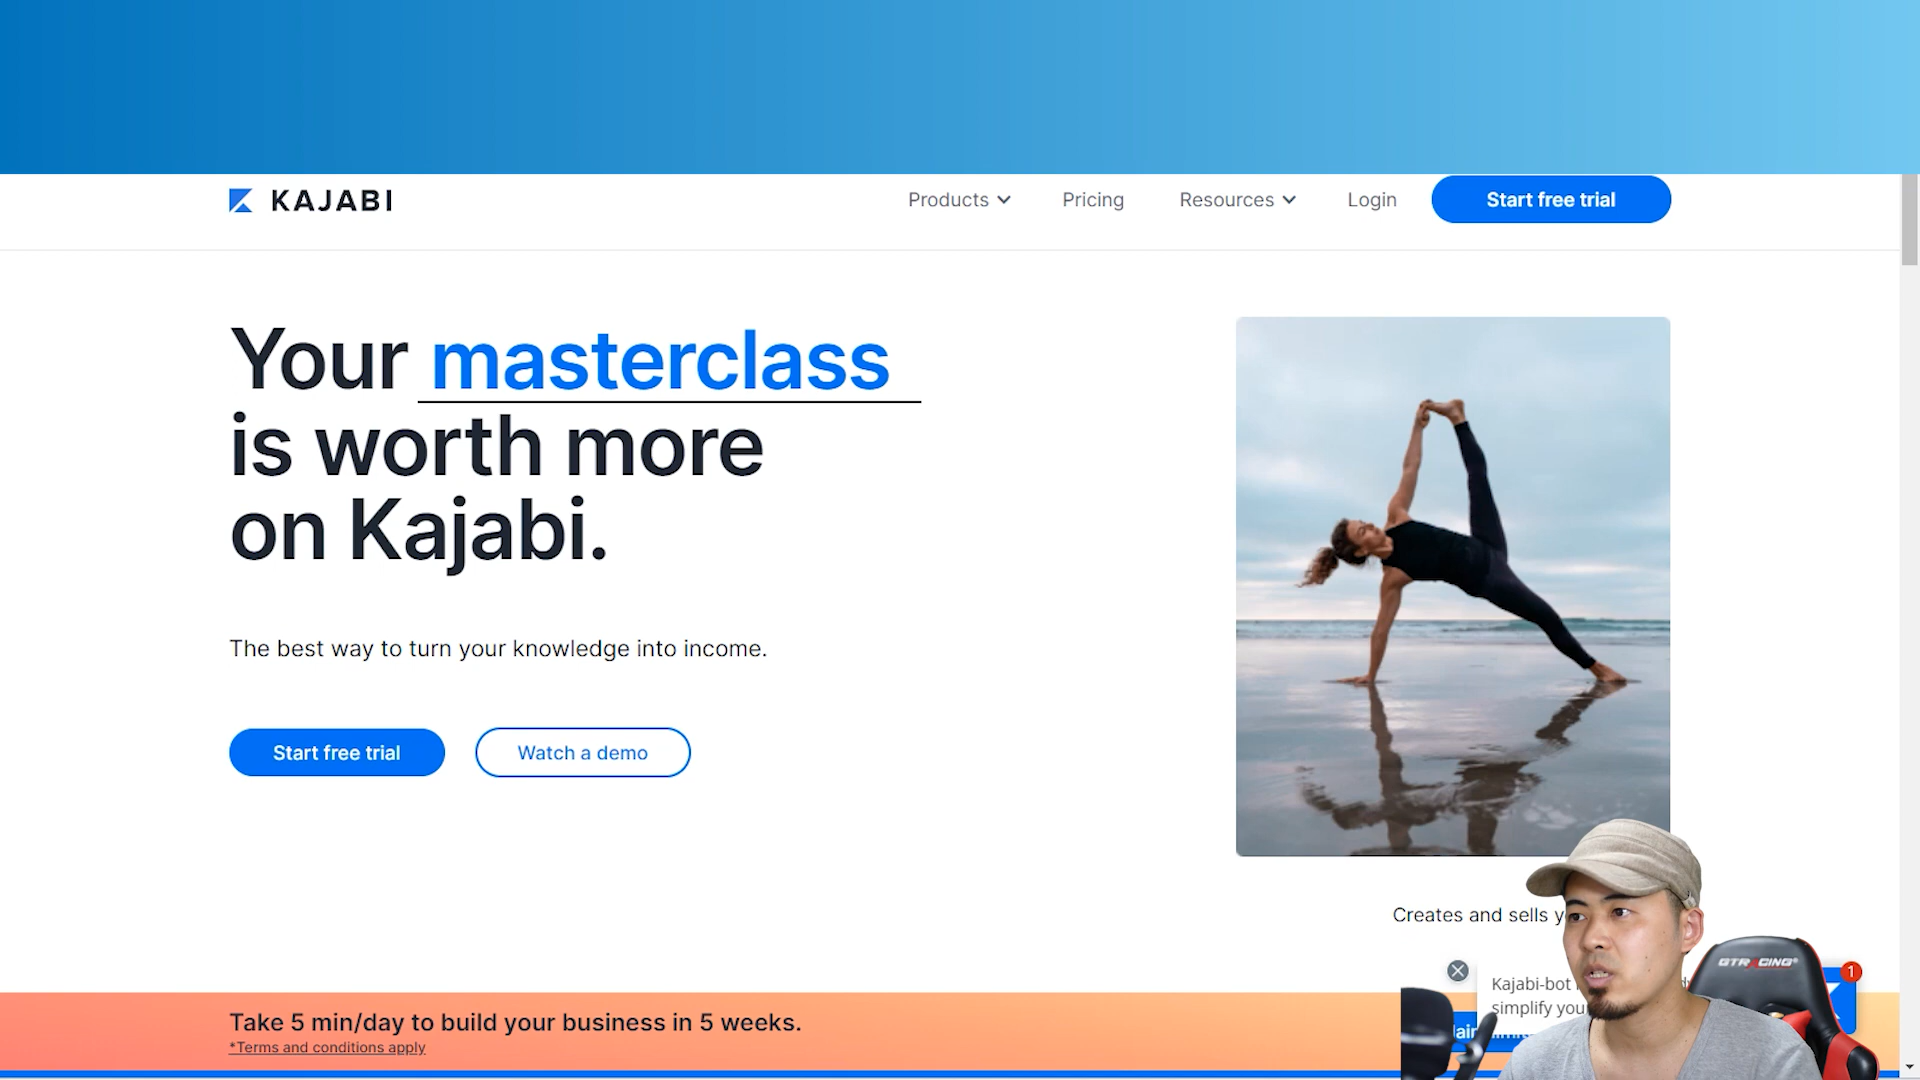 KAJABI
Products
Pricing
Resources
Login
Start free trial
Your masterclass
is worth more
on Kajabi.
The best way to turn your knowledge into income.
Start free trial
Watch a demo
Creates and sells
Kajabi-bot
simplify
1
GTRACING
Take 5 min/day to build your business in 5 weeks.
*Terms and conditions apply